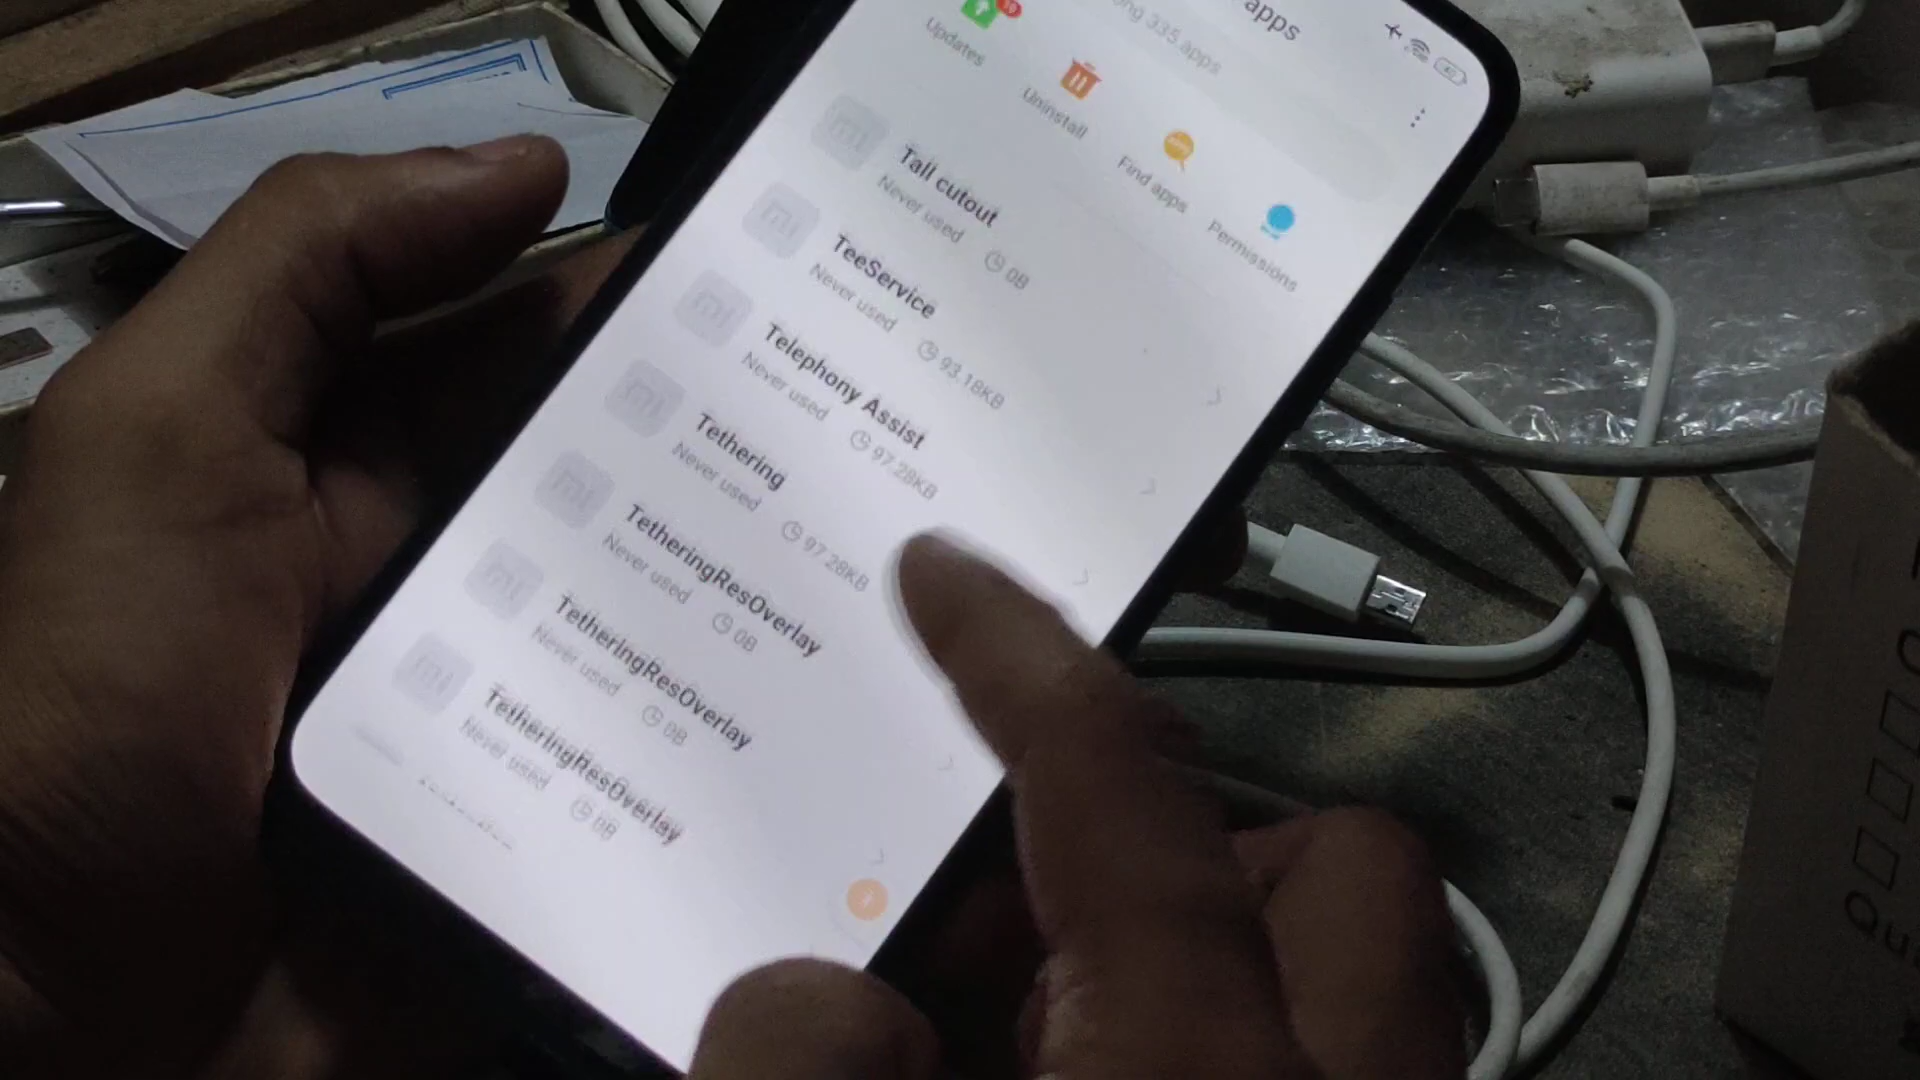 apps
335 apps
Updates
Uninstall
Find apps
Permissions
Tall cutout
Never used 0B
TeeService
Never used 93.18KB
Telephony Assist
Never used 97.28KB
Tethering
Never used 97.28KB
TetheringResOverlay
Never used 0B
TetheringResOverlay
Never used 0B
TetheringResOverlay
Never used 0B